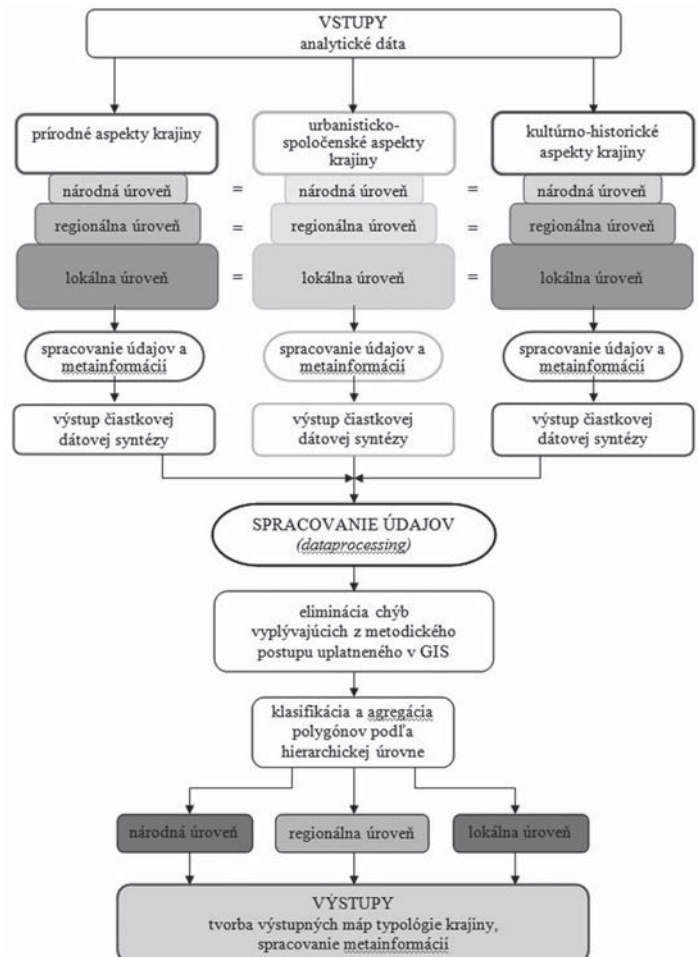 VSTUPY
analytické dáta
prírodné aspekty krajiny
urbanisticko-
spoločenské aspekty
krajiny
kultúrno-historické
aspekty krajiny
národná úroveň = národná úroveň = národná úroveň
regionálna úroveň = regionálna úroveň = regionálna úroveň
lokálna úroveň = lokálna úroveň = lokálna úroveň
spracovanie údajov a
metainformácií
spracovanie údajov a
metainformácií
spracovanie údajov a
metainformácií
výstup čiastkovej
dátovej syntézy
výstup čiastkovej
dátovej syntézy
výstup čiastkovej
dátovej syntézy
SPRACOVANIE ÚDAJOV
(dataprocessing)
eliminácia chýb
vyplývajúcich z metodického
postupu uplatneného v GIS
klasifikácia a agregácia
polygónov podľa
hierarchickej úrovne
národná úroveň
regionálna úroveň
lokálna úroveň
VÝSTUPY
tvorba výstupných máp typológie krajiny,
spracovanie metainformácií